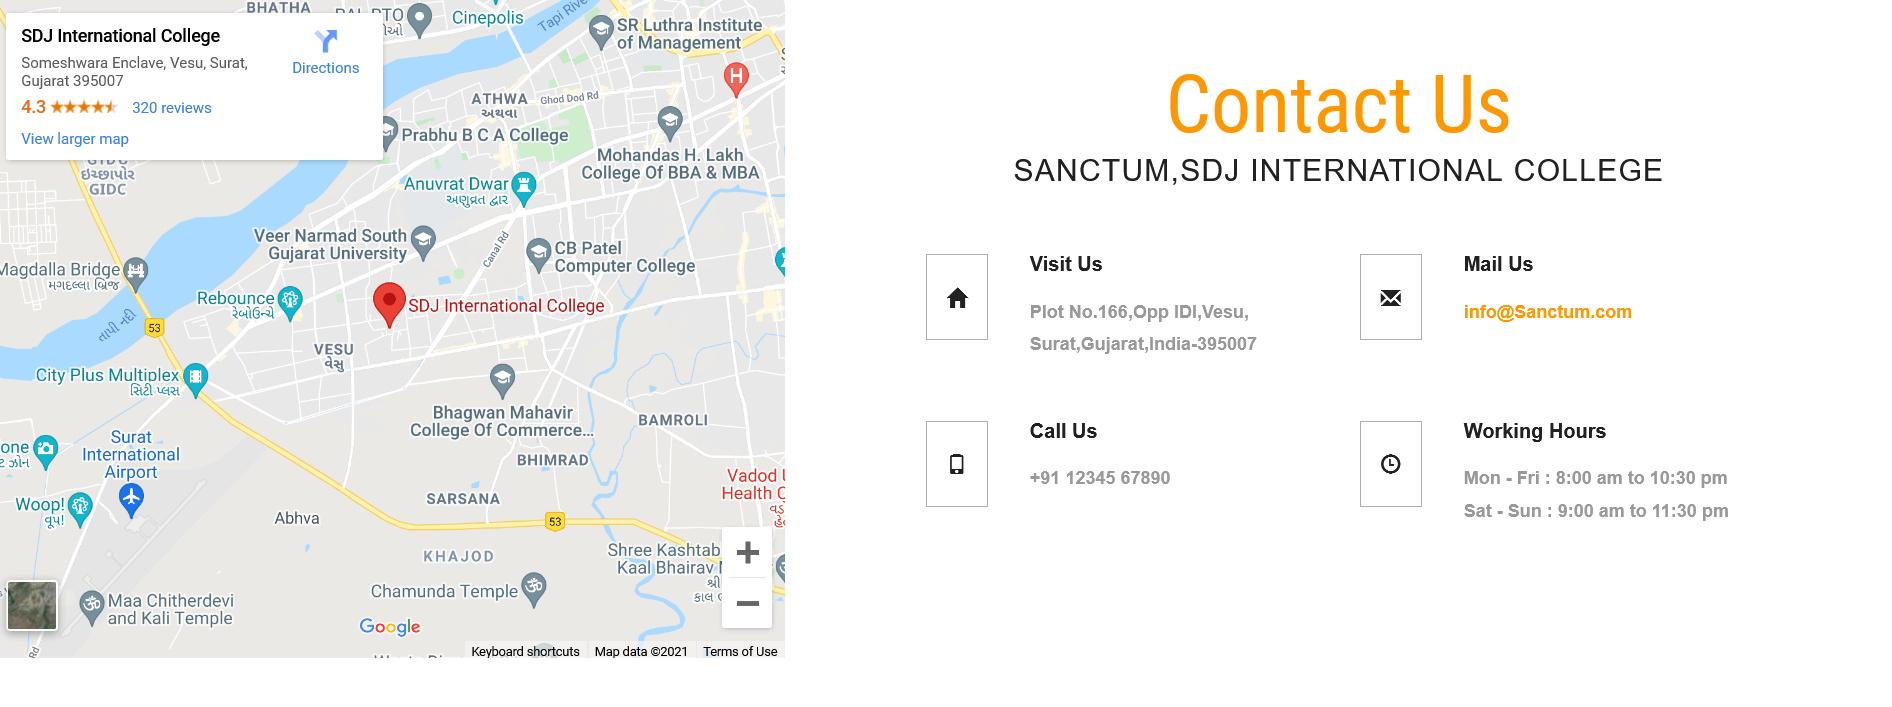 BHATHA
Cinepolis
Tapi River
SR Luthra Institute
of Management
SDJ International College
Someshwara Enclave, Vesu, Surat,
Gujarat 395007
4.3
320 reviews
View larger map
Directions
ATHWA
અથવા
Ghod Dod Rd
Prabhu B C A College
Mohandas H. Lakh
College Of BBA & MBA
GIDC
Anuvrat Dwar
અણુવ્રત દ્વાર
Veer Narmad South
Gujarat University
Canal Rd
CB Patel
Computer College
Magdalla Bridge
મગદલ્લા બ્રિજ
Rebounce
રેબોઉન્ચે
SDJ International College
તાપી નદી
53
VESU
વેસુ
City Plus Multiplex
સિટી પ્લસ
Bhagwan Mahavir
College Of Commerce...
BAMROLI
Surat
International
Airport
BHIMRAD
Woop!
વૂપ!
SARSANA
Abhva
53
Vadod
Health
KHAJOD
Shree Kashtab
Kaal Bhairav
Chamunda Temple
Maa Chitherdevi
and Kali Temple
Rd
Google
Keyboard shortcuts
Map data ©2021
Terms of Use
Contact Us
SANCTUM,SDJ INTERNATIONAL COLLEGE
Visit Us
Plot No.166,Opp IDI,Vesu,
Surat,Gujarat,India-395007
Mail Us
info@Sanctum.com
Call Us
+91 12345 67890
Working Hours
Mon - Fri : 8:00 am to 10:30 pm
Sat - Sun : 9:00 am to 11:30 pm